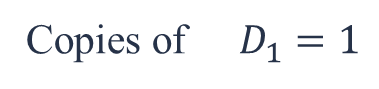 Copies of D₁ = 1